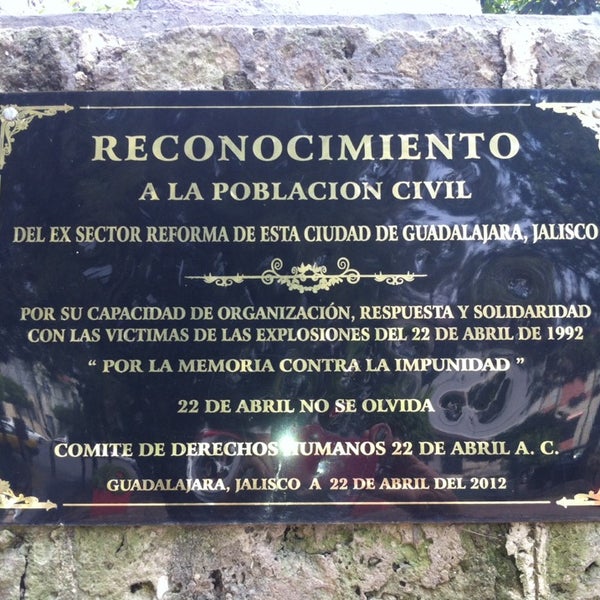 RECONOCIMIENTO
A LA POBLACION CIVIL
DEL EX SECTOR REFORMA DE ESTA CIUDAD DE GUADALAJARA, JALISCO
POR SU CAPACIDAD DE ORGANIZACIÓN, RESPUESTA Y SOLIDARIDAD
CON LAS VICTIMAS DE LAS EXPLOSIONES DEL 22 DE ABRIL DE 1992
“ POR LA MEMORIA CONTRA LA IMPUNIDAD ”
22 DE ABRIL NO SE OLVIDA
COMITE DE DERECHOS HUMANOS 22 DE ABRIL A. C.
GUADALAJARA, JALISCO A 22 DE ABRIL DEL 2012